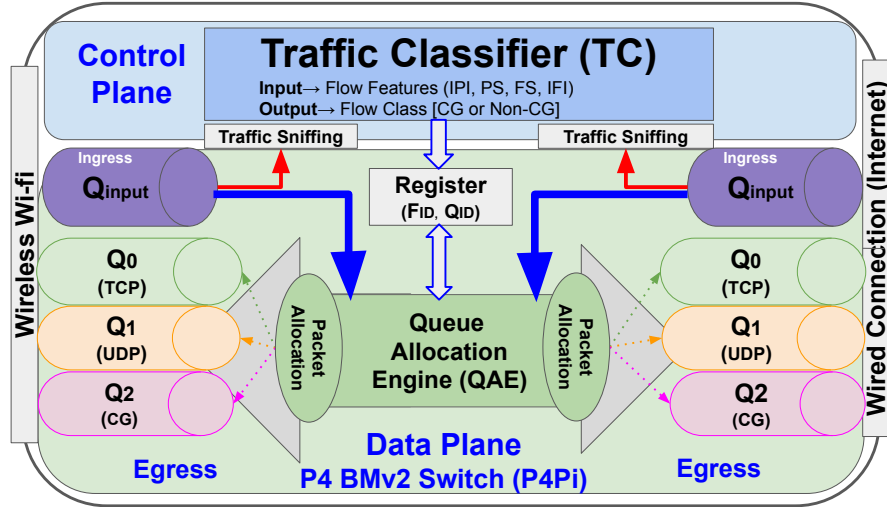 Control
Plane
Traffic Classifier (TC)
Input→ Flow Features (IPI, PS, FS, IFI)
Output→ Flow Class [CG or Non-CG]
Traffic Sniffing
Traffic Sniffing
Wireless Wi-fi
Wired Connection (Internet)
Ingress
Qinput
Register
(FID, QID)
Ingress
Qinput
Q0
(TCP)
Q1
(UDP)
Q2
(CG)
Packet
Allocation
Queue
Allocation
Engine (QAE)
Packet
Allocation
Q0
(TCP)
Q1
(UDP)
Q2
(CG)
Egress
Data Plane
P4 BMv2 Switch (P4Pi)
Egress